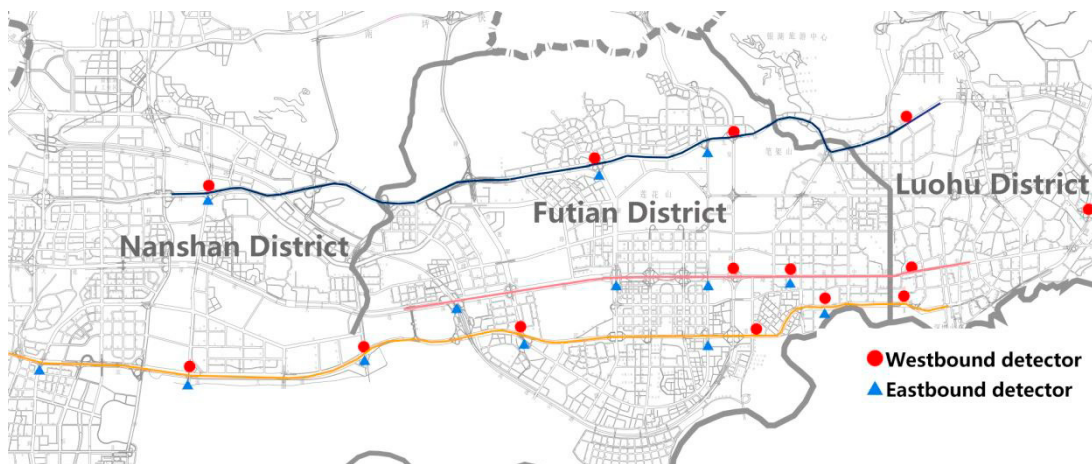 Luohu District
Futian District
Nanshan District
Westbound detector
Eastbound detector